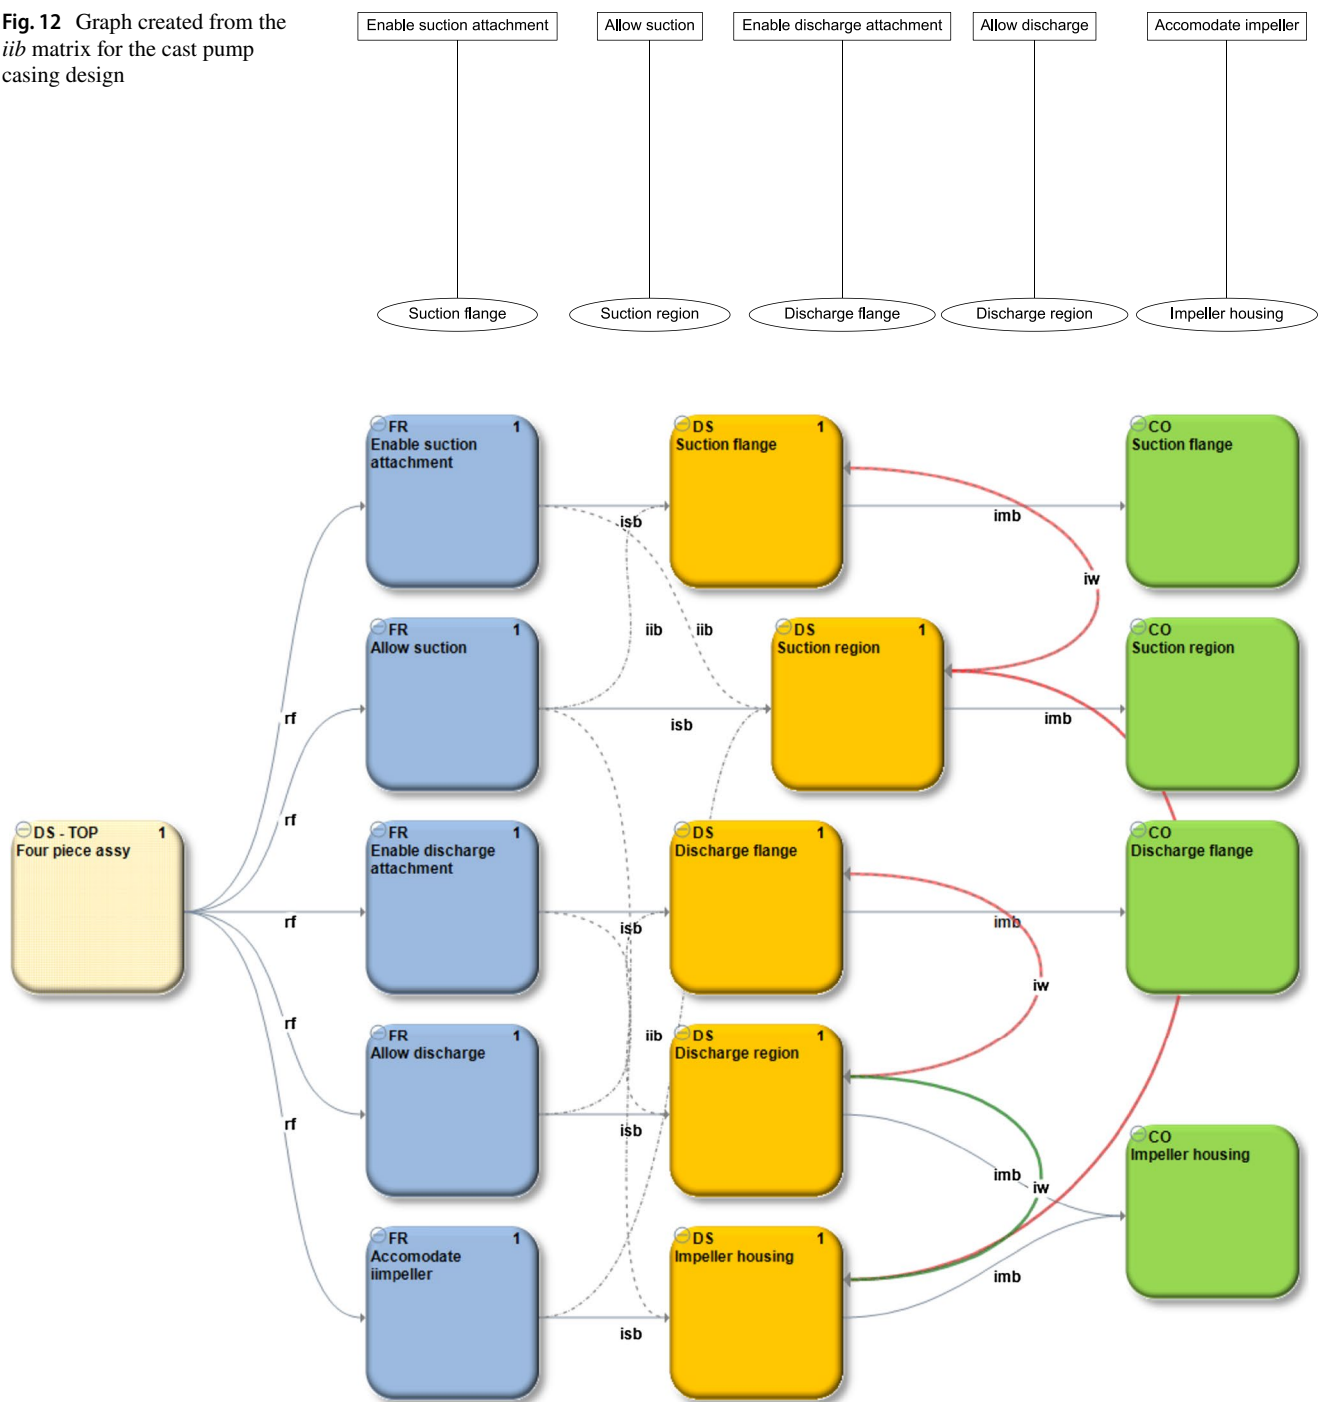 Fig. 12 Graph created from the
iib matrix for the cast pump
casing design
Enable suction attachment
Allow suction
Enable discharge attachment
Allow discharge
Accomodate impeller
Suction flange
Suction region
Discharge flange
Discharge region
Impeller housing
FR 1
Enable suction
attachment
DS 1
Suction flange
CO
Suction flange
isb
imb
iw
iib
iib
FR 1
Allow suction
DS 1
Suction region
CO
Suction region
rf
isb
imb
rf
DS - TOP 1
Four piece assy
FR 1
Enable discharge
attachment
DS 1
Discharge flange
CO
Discharge flange
rf
isb
imb
iw
rf
iib
FR 1
Allow discharge
DS 1
Discharge region
rf
isb
imb
iw
CO
Impeller housing
FR 1
Accomodate
iimpeller
DS 1
Impeller housing
isb
imb